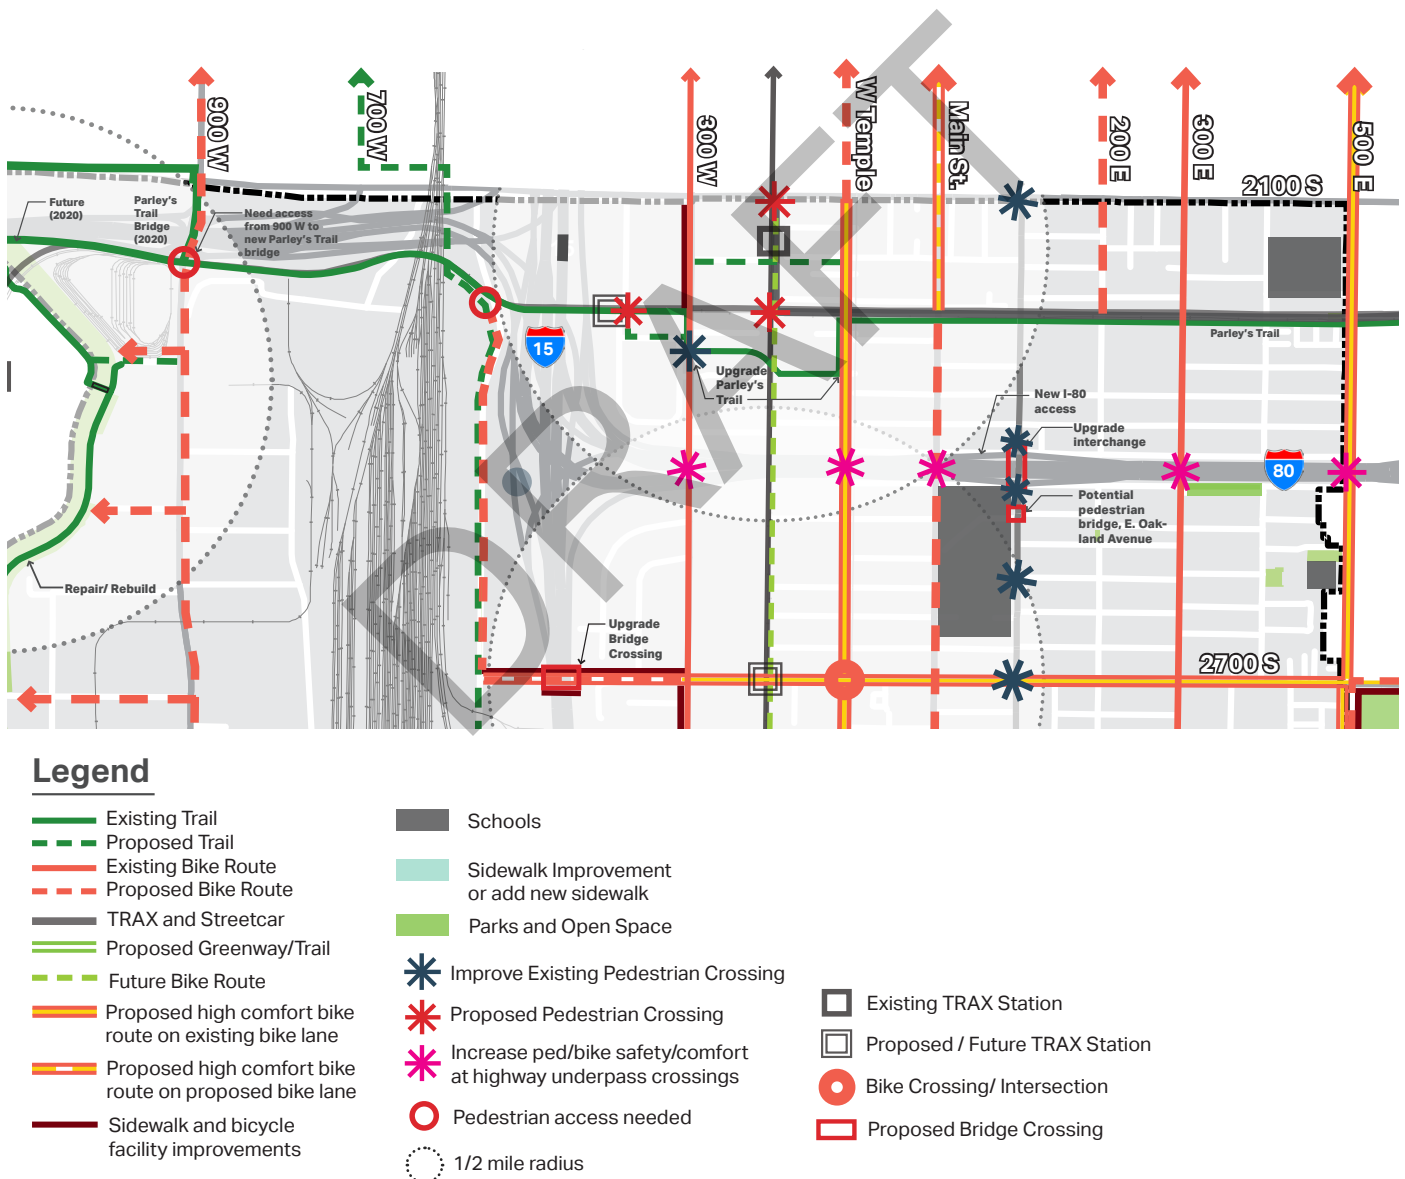 900 W
700 W
300 W
W Temple
Main St.
200 E
300 E
500 E
2100 S
Future
(2020)
Parley's
Trail
Bridge
(2020)
Need access
from 900 W to
new Parley's Trail
bridge
15
Parley's Trail
Upgrade
Parley's
Trail
New I-80
access
Upgrade
interchange
80
Potential
pedestrian
bridge, E. Oak-
land Avenue
Repair/ Rebuild
Upgrade
Bridge
Crossing
2700 S
DRAFT
Legend
Existing Trail
Proposed Trail
Existing Bike Route
Proposed Bike Route
TRAX and Streetcar
Proposed Greenway/Trail
Future Bike Route
Proposed high comfort bike
route on existing bike lane
Proposed high comfort bike
route on proposed bike lane
Sidewalk and bicycle
facility improvements
Schools
Sidewalk Improvement
or add new sidewalk
Parks and Open Space
Improve Existing Pedestrian Crossing
Proposed Pedestrian Crossing
Increase ped/bike safety/comfort
at highway underpass crossings
Pedestrian access needed
1/2 mile radius
Existing TRAX Station
Proposed / Future TRAX Station
Bike Crossing/ Intersection
Proposed Bridge Crossing